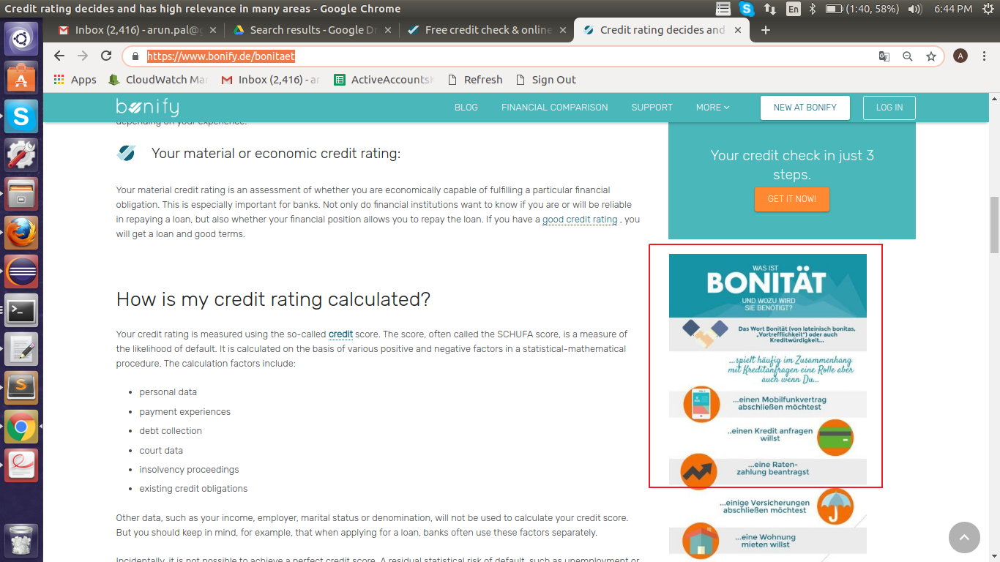 Credit rating decides and has high relevance in many areas - Google Chrome
En
(1:40, 58%)
6:44 PM
Inbox (2,416) - arun.pal@g
Search results - Google Dr
Free credit check & online
Credit rating decides and
https://www.bonify.de/bonitaet
A
Apps
CloudWatch Mar
Inbox (2,416) - ar
ActiveAccountsK
Refresh
Sign Out
bonify
BLOG
FINANCIAL COMPARISON
SUPPORT
MORE
NEW AT BONIFY
LOG IN
depending on your experience.
Your material or economic credit rating:
Your material credit rating is an assessment of whether you are economically capable of fulfilling a particular financial
obligation. This is especially important for banks. Not only do financial institutions want to know if you are or will be reliable
in repaying a loan, but also whether your financial position allows you to repay the loan. If you have a good credit rating , you
will get a loan and good terms.
How is my credit rating calculated?
Your credit rating is measured using the so-called credit score. The score, often called the SCHUFA score, is a measure of
the likelihood of default. It is calculated on the basis of various positive and negative factors in a statistical-mathematical
procedure. The calculation factors include:
personal data
payment experiences
debt collection
court data
insolvency proceedings
existing credit obligations
Other data, such as your income, employer, marital status or denomination, will not be used to calculate your credit score.
But you should keep in mind, for example, that when applying for a loan, banks often use these factors separately.
Incidentally, it is not possible to achieve a perfect credit score. A residual statistical risk of default, such as unemployment or
Your credit check in just 3
steps.
GET IT NOW!
WAS IST
BONITÄT
UND WOZU WIRD
SIE BENÖTIGT?
Das Wort Bonität (von lateinisch bonitas,
„Vortrefflichkeit") oder auch
Kreditwürdigkeit...
...spielt häufig im Zusammenhang
mit Kreditanfragen eine Rolle aber
auch wenn Du...
...einen Mobilfunkvertrag
abschließen möchtest
..einen Kredit anfragen
willst
...eine Raten-
zahlung beantragst
...einige Versicherungen
abschließen möchtest
...eine Wohnung
mieten willst